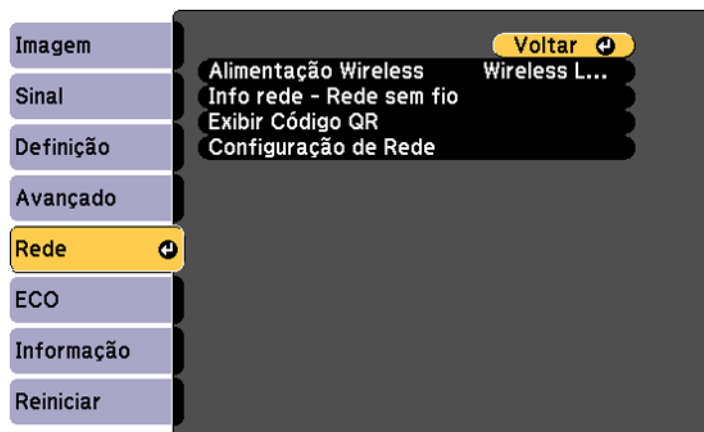 Imagem
Sinal
Definição
Avançado
Rede
ECO
Informação
Reiniciar
Voltar
Alimentação Wireless Wireless L...
Info rede - Rede sem fio
Exibir Código QR
Configuração de Rede